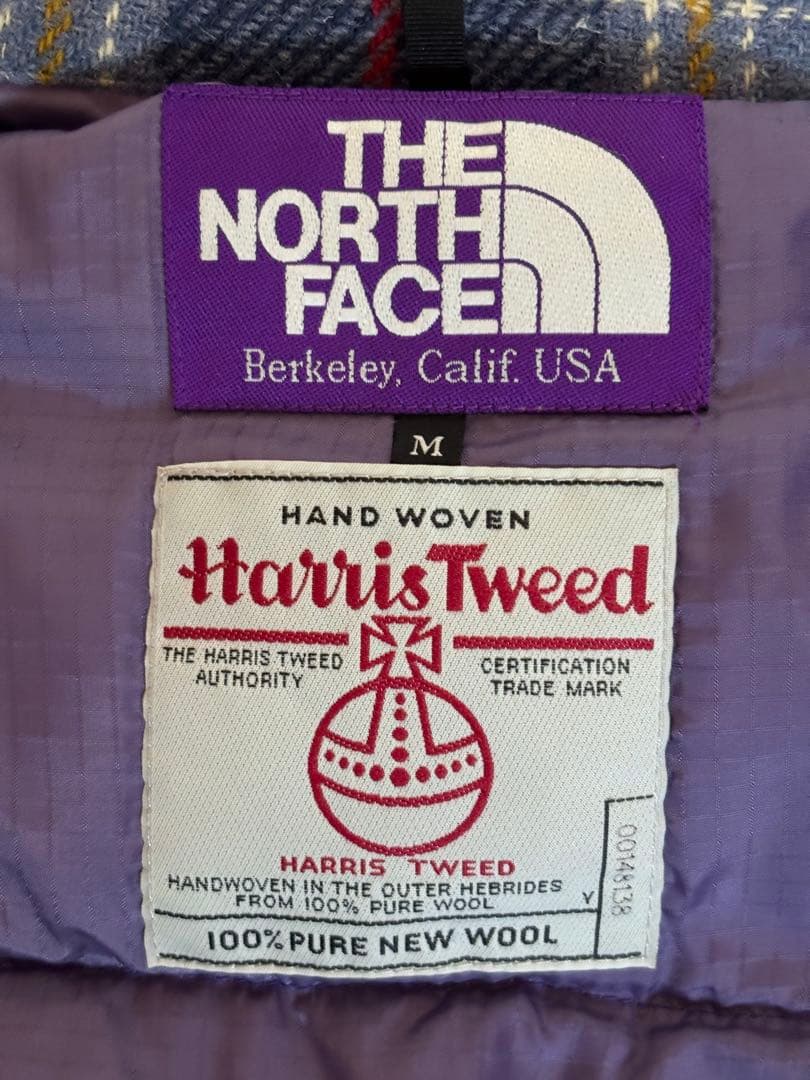 THE
NORTH
FACE
Berkeley, Calif. USA
M
HAND WOVEN
Harris Tweed
THE HARRIS TWEED
AUTHORITY
CERTIFICATION
TRADE MARK
HARRIS TWEED
HANDWOVEN IN THE OUTER HEBRIDES
FROM 100% PURE WOOL
Y
00148138
100% PURE NEW WOOL